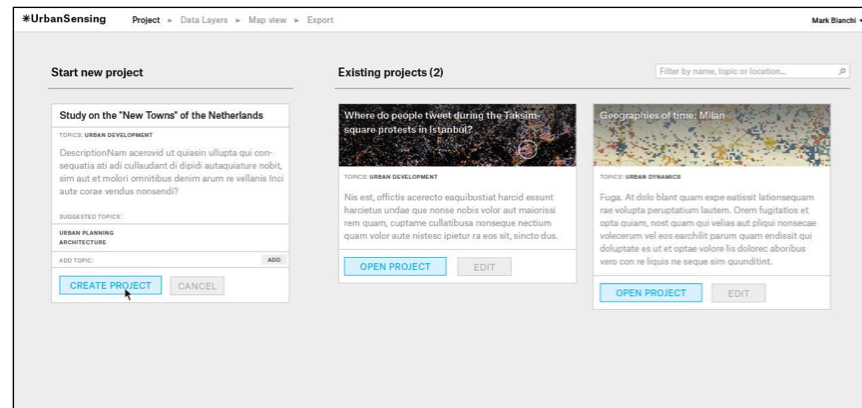 ✳UrbanSensing
Project ▸ Data Layers ▸ Map view ▸ Export
Mark Bianchi
Start new project
Study on the "New Towns" of the Netherlands
TOPICS: URBAN DEVELOPMENT
DescriptionNam acerovid ut quiasin ullupta qui con-
sequatia ati adi cullaudant di dipidi autaquiature nobit,
sim aut et molori omnitibus denim arum re vellanis Inci
aute corae vendus nonsendi?
SUGGESTED TOPICS:
URBAN PLANNING
ARCHITECTURE
ADD TOPIC:
ADD
CREATE PROJECT
CANCEL
Existing projects (2)
Filter by name, topic or location...
Where do people tweet during the Taksim-
square protests in Istanbul?
TOPICS: URBAN DEVELOPMENT
Nis est, offictis acerecto eaquibustiat harcid essunt
harcietus undae que nonse nobis volor aut maiorissi
rem quam, cuptame cullatibusa nonseque nectium
quam volor aute nistesc ipietur ra eos sit, sincto dus.
OPEN PROJECT
EDIT
Geographies of time: Milan
TOPICS: URBAN DYNAMICS
Fuga. At dolo blant quam expe eatissit lationsequam
rae volupta peruptatium lautem. Orem fugitatios et
opta quiam, nost quam qui velias aut pliqui nonsecae
volecerum vel eos earchilit parum quam endissit qui
doluptate es ut et optae volore lis dolorec aboribus
vero con re liquis ne seque sim quunditint.
OPEN PROJECT
EDIT